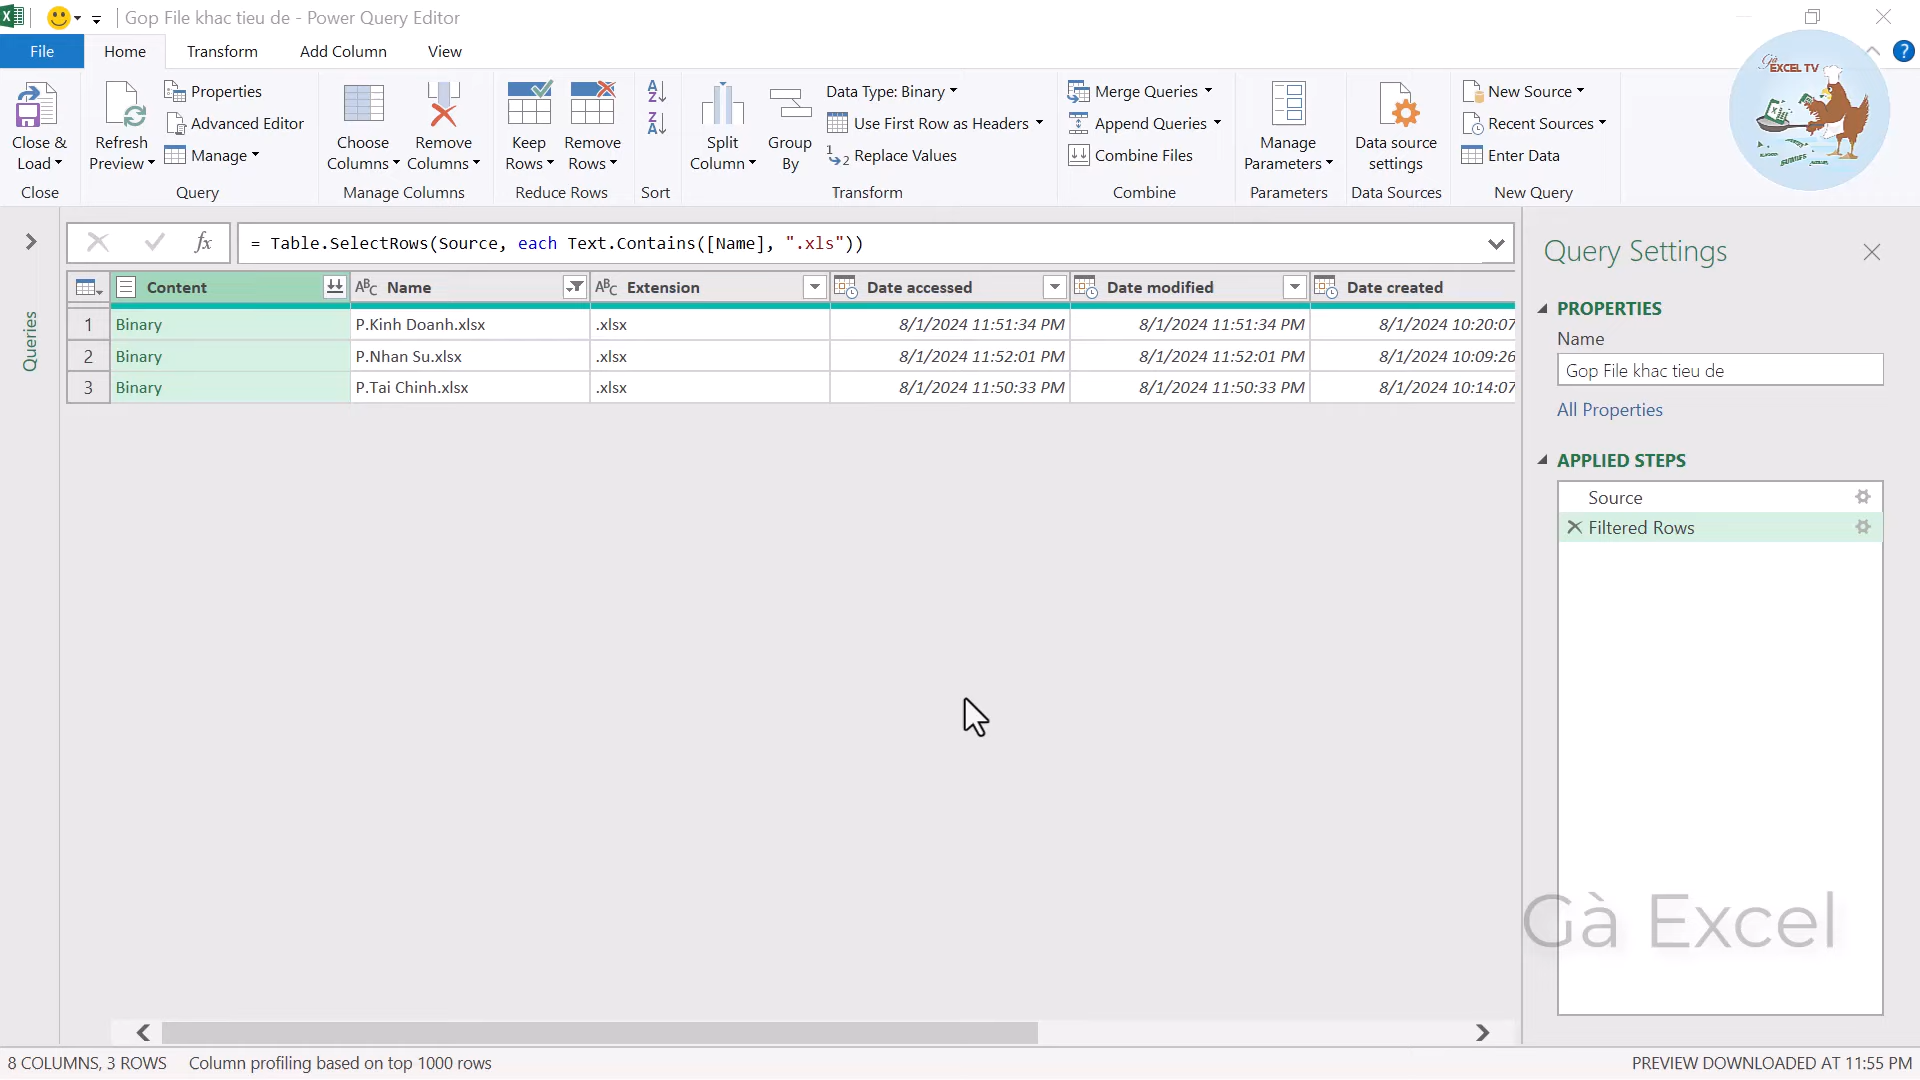 Gop File khac tieu de - Power Query Editor
File Home Transform Add Column View
Close & Load
Close
Refresh Preview
Properties
Advanced Editor
Manage
Query
Choose Columns
Remove Columns
Manage Columns
Keep Rows
Remove Rows
Reduce Rows
A Z
Z A
Sort
Split Column
Group By
Data Type: Binary
Use First Row as Headers
1 2 Replace Values
Transform
Merge Queries
Append Queries
Combine Files
Combine
Manage Parameters
Parameters
Data source settings
Data Sources
New Source
Recent Sources
Enter Data
New Query
Gà EXCEL TV
?
fx = Table.SelectRows(Source, each Text.Contains([Name], ".xls"))
Queries
Content ABC Name ABC Extension Date accessed Date modified Date created
1 Binary P.Kinh Doanh.xlsx .xlsx 8/1/2024 11:51:34 PM 8/1/2024 11:51:34 PM 8/1/2024 10:20:07
2 Binary P.Nhan Su.xlsx .xlsx 8/1/2024 11:52:01 PM 8/1/2024 11:52:01 PM 8/1/2024 10:09:26
3 Binary P.Tai Chinh.xlsx .xlsx 8/1/2024 11:50:33 PM 8/1/2024 11:50:33 PM 8/1/2024 10:14:07
Query Settings
PROPERTIES
Name
Gop File khac tieu de
All Properties
APPLIED STEPS
Source
Filtered Rows
Gà Excel
8 COLUMNS, 3 ROWS Column profiling based on top 1000 rows PREVIEW DOWNLOADED AT 11:55 PM